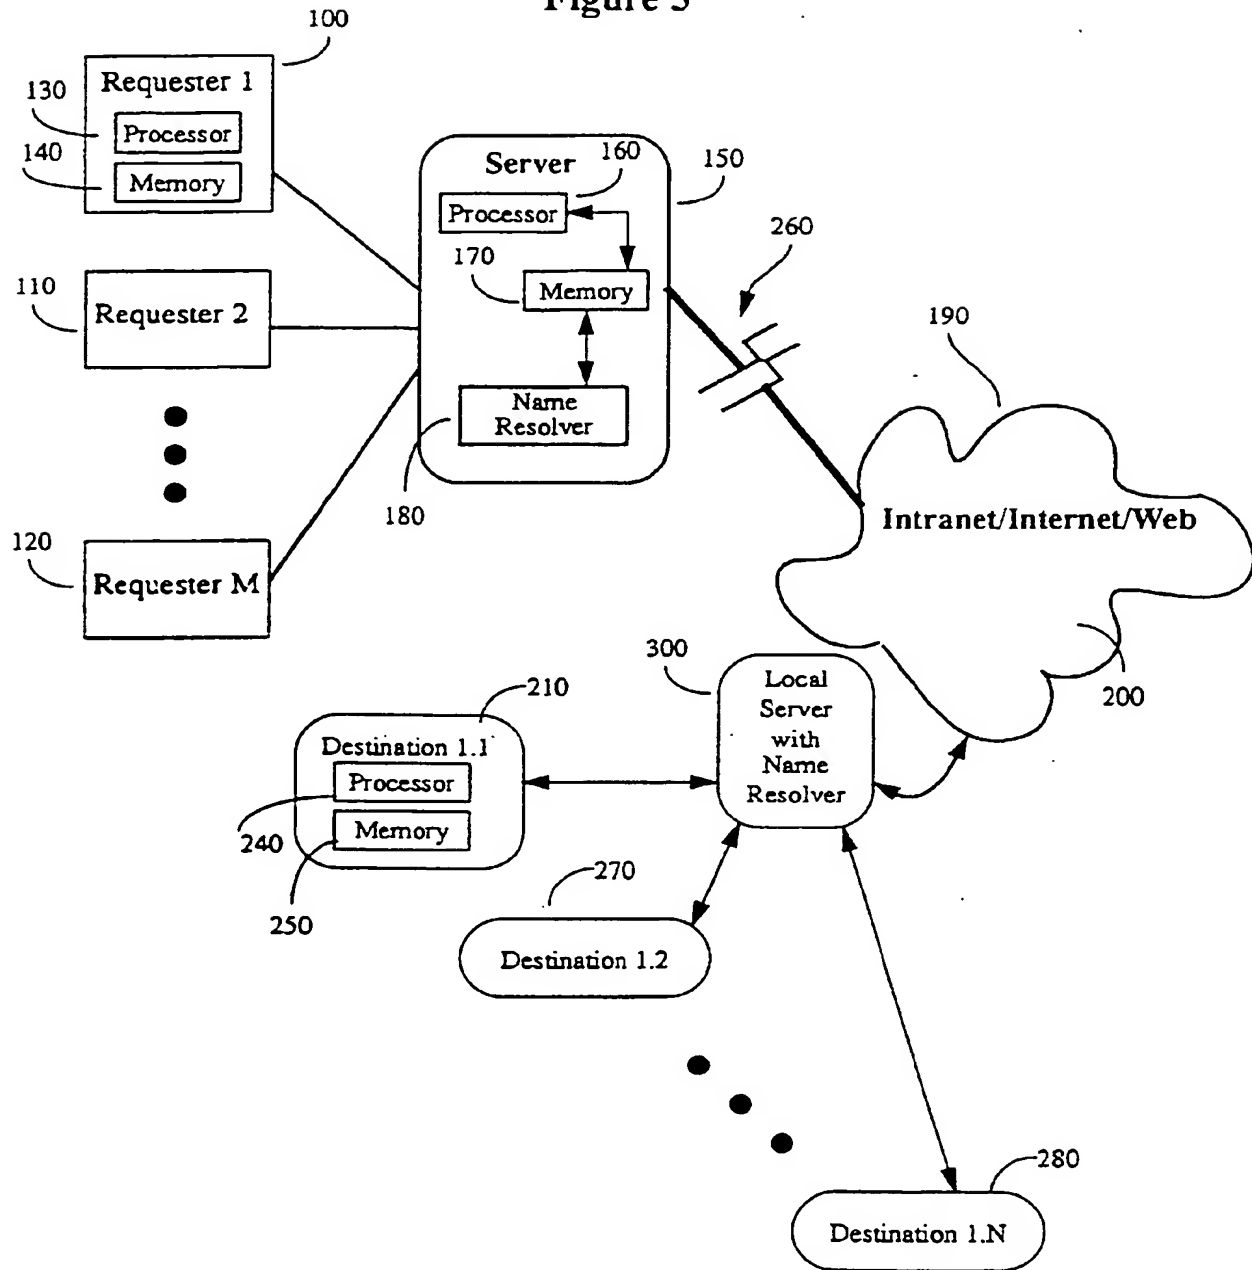 Figure 3
100
Requester 1
130
Processor
140
Memory
Server
160
150
Processor
260
170
Memory
110
Requester 2
190
Name
Resolver
180
Intranet/Internet/Web
120
Requester M
300
Local
Server
with
Name
Resolver
200
210
Destination 1.1
Processor
240
Memory
250
270
Destination 1.2
280
Destination 1.N